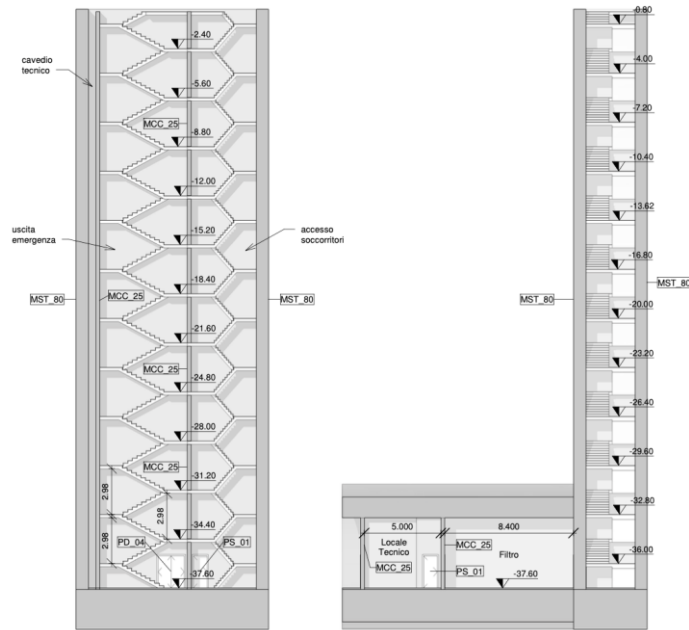 -2.40
cavedio
tecnico
-5.60
MCC_25
-8.80
-12.00
uscita
emergenza
-15.20
accesso
soccorritori
-18.40
MCC_25
MST_80
MST_80
-21.60
MCC_25
-24.80
-28.00
MCC_25
-31.20
2.98
2.98
2.98
-34.40
PD_04
PS_01
-37.60
-0.80
-4.00
-7.20
-10.40
-13.62
-16.80
MST_80
MST_80
-20.00
-23.20
-26.40
-29.60
-32.80
5.000
8.400
Locale
Tecnico
MCC_25
Filtro
-36.00
MCC_25
PS_01
-37.60